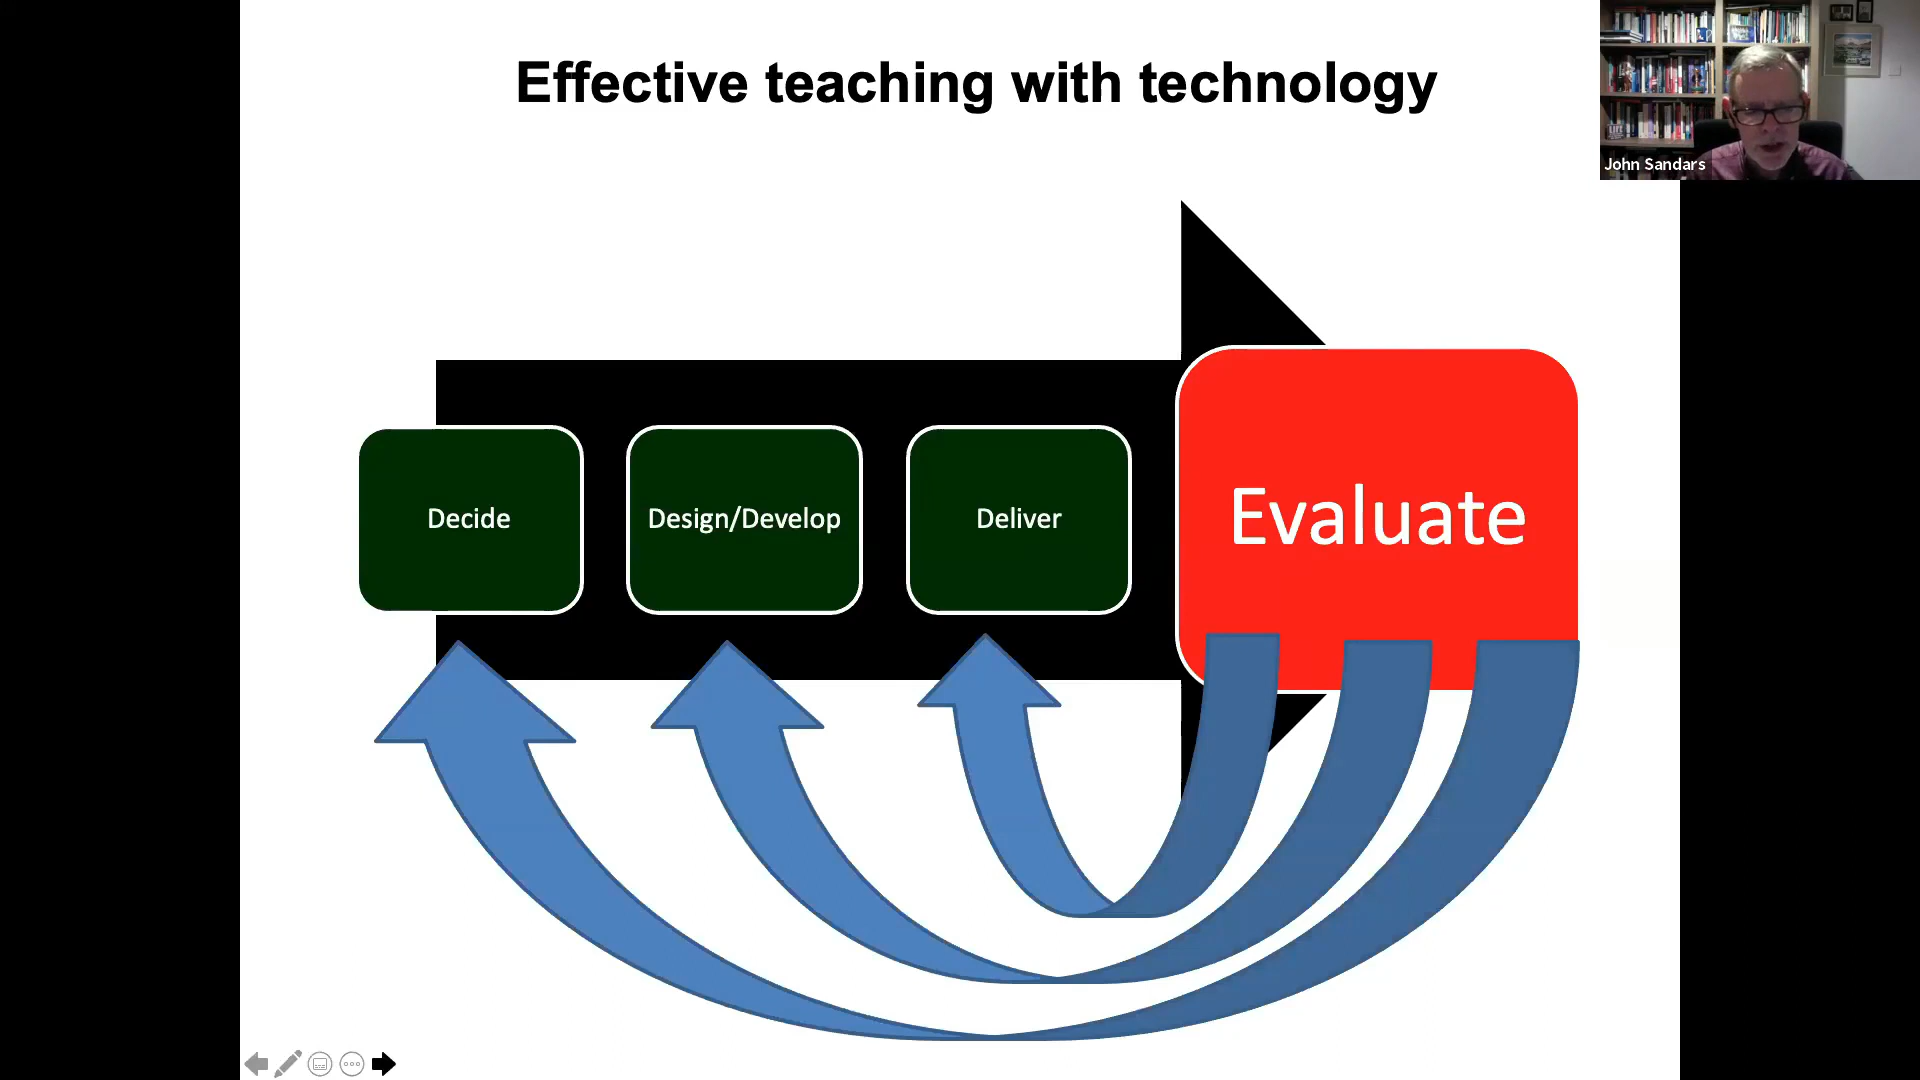 Effective teaching with technology
John Sandars
Decide
Design/Develop
Deliver
Evaluate